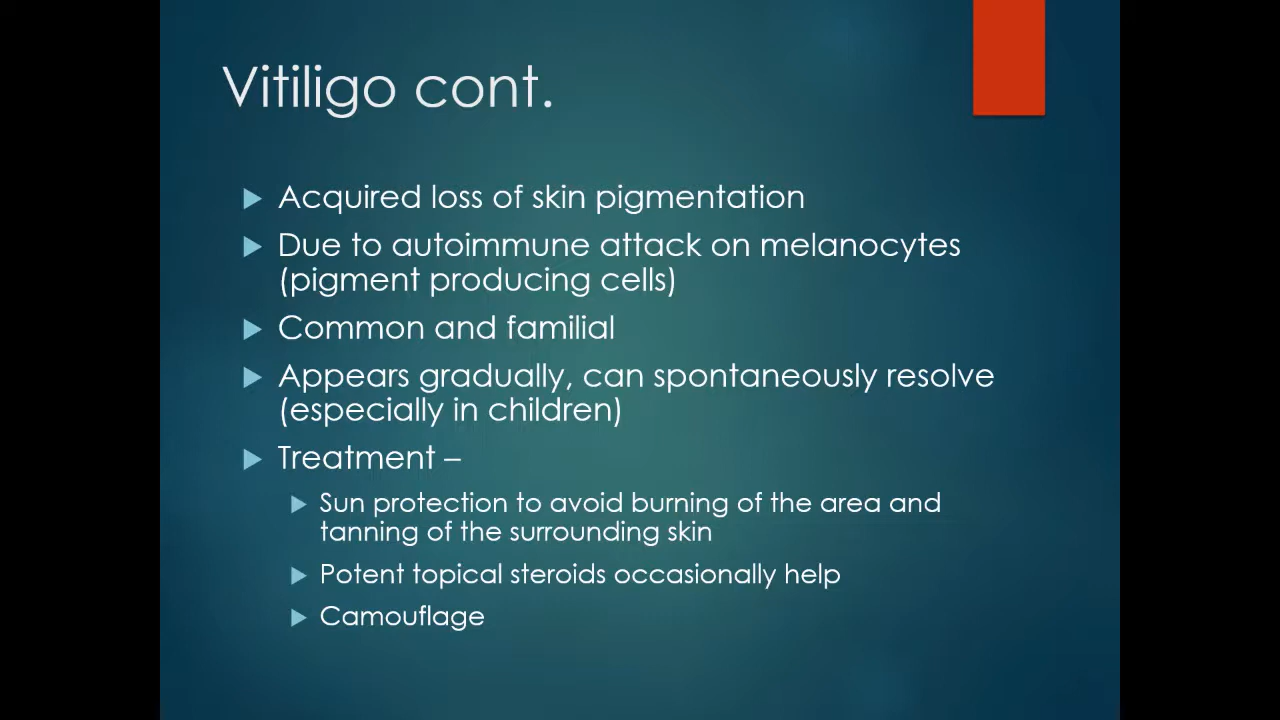 Vitiligo cont.
Acquired loss of skin pigmentation
Due to autoimmune attack on melanocytes
(pigment producing cells)
Common and familial
Appears gradually, can spontaneously resolve
(especially in children)
Treatment –
Sun protection to avoid burning of the area and
tanning of the surrounding skin
Potent topical steroids occasionally help
Camouflage